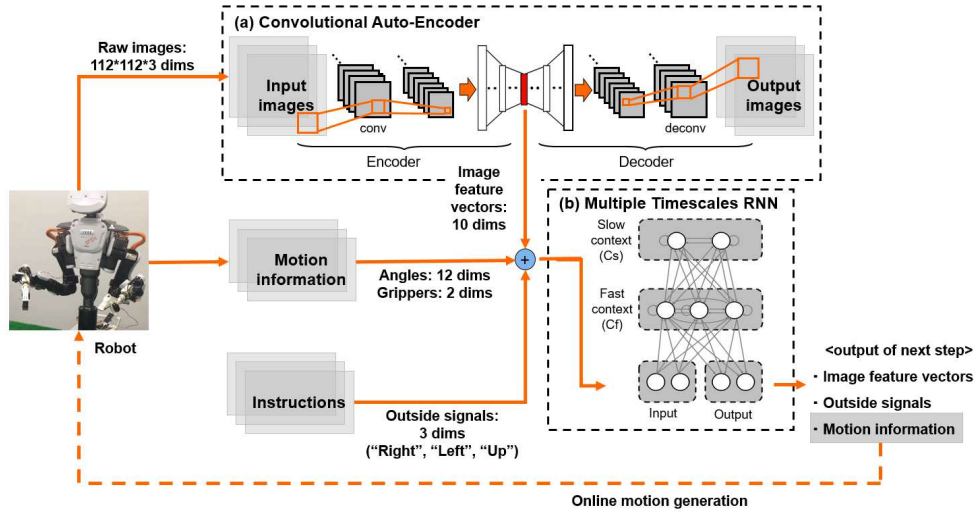 (a) Convolutional Auto-Encoder
Raw images:
112*112*3 dims
Input
images
conv
deconv
Output
images
Encoder
Decoder
Image
feature
vectors:
10 dims
(b) Multiple Timescales RNN
Slow
context
(Cs)
Fast
context
(Cf)
Input
Output
Motion
information
Angles: 12 dims
Grippers: 2 dims
+
Robot
Instructions
Outside signals:
3 dims
(“Right”, “Left”, “Up”)
<output of next step>
- Image feature vectors
- Outside signals
- Motion information
Online motion generation